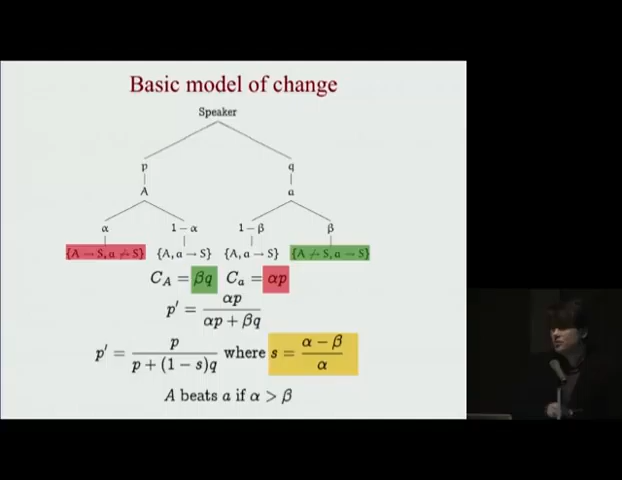 Basic model of change
Speaker
p q
A a
α 1 − α 1 − β β
{A → S, a ↛ S} {A, a → S} {A, a → S} {A ↛ S, a → S}
C_A = βq C_a = αp
p′ = αp / (αp + βq)
p′ = p / (p + (1 − s)q) where s = (α − β) / α
A beats a if α > β